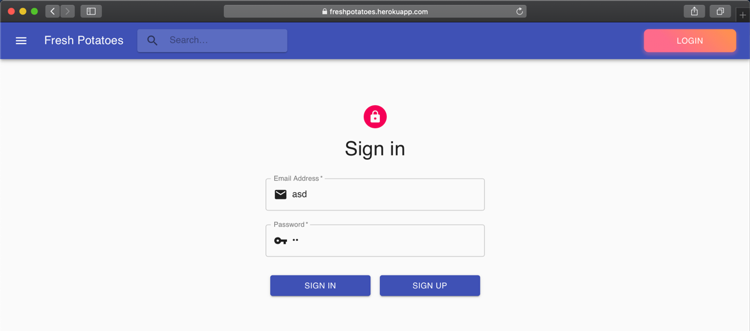 freshpotatoes.herokuapp.com
Fresh Potatoes
Search...
LOGIN
Sign in
Email Address *
asd
Password *
••
SIGN IN
SIGN UP